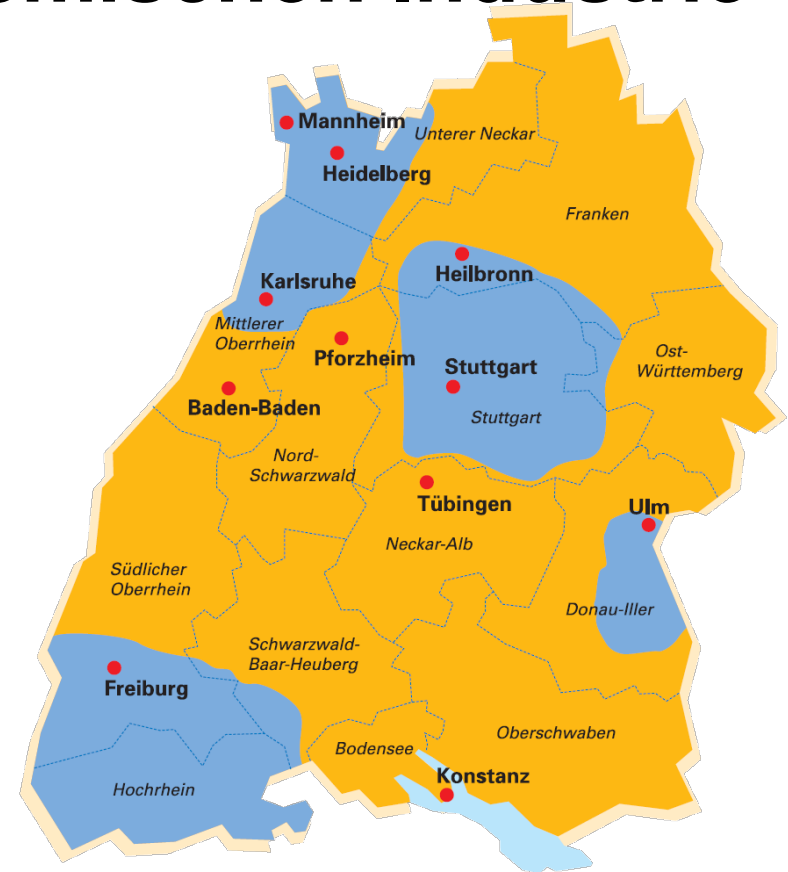 Mannheim
Unterer Neckar
Heidelberg
Franken
Heilbronn
Karlsruhe
Mittlerer
Oberrhein
Pforzheim
Ost-
Württemberg
Stuttgart
Baden-Baden
Stuttgart
Nord-
Schwarzwald
Tübingen
Ulm
Neckar-Alb
Südlicher
Oberrhein
Donau-Iller
Schwarzwald-
Baar-Heuberg
Freiburg
Oberschwaben
Bodensee
Konstanz
Hochrhein